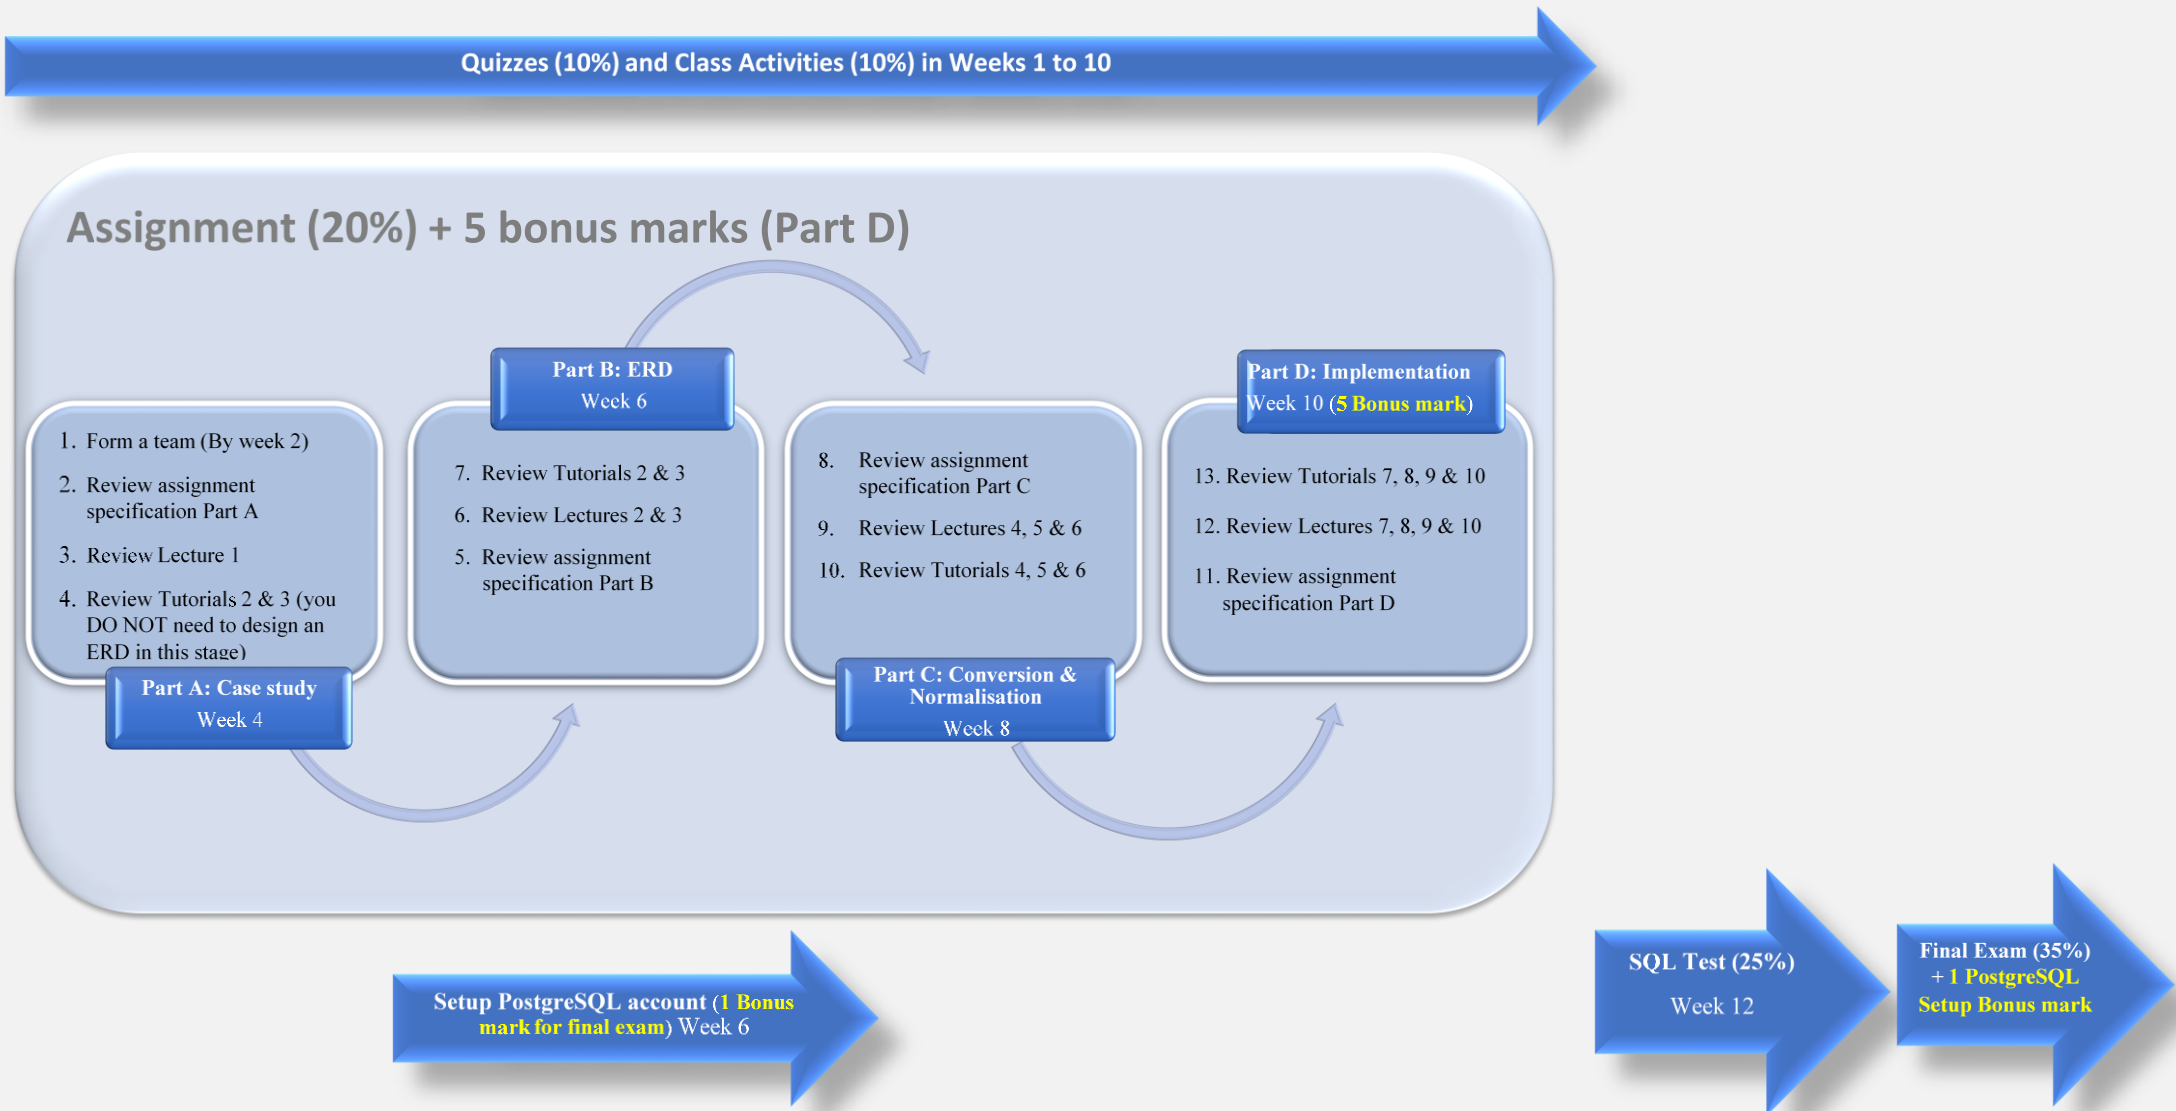 Quizzes (10%) and Class Activities (10%) in Weeks 1 to 10
Assignment (20%) + 5 bonus marks (Part D)
1. Form a team (By week 2)
2. Review assignment
specification Part A
3. Review Lecture 1
4. Review Tutorials 2 & 3 (you
DO NOT need to design an
ERD in this stage)
Part A: Case study
Week 4
Part B: ERD
Week 6
7. Review Tutorials 2 & 3
6. Review Lectures 2 & 3
5. Review assignment
specification Part B
8. Review assignment
specification Part C
9. Review Lectures 4, 5 & 6
10. Review Tutorials 4, 5 & 6
Part C: Conversion &
Normalisation
Week 8
Part D: Implementation
Week 10 (5 Bonus mark)
13. Review Tutorials 7, 8, 9 & 10
12. Review Lectures 7, 8, 9 & 10
11. Review assignment
specification Part D
Setup PostgreSQL account (1 Bonus
mark for final exam) Week 6
SQL Test (25%)
Week 12
Final Exam (35%)
+ 1 PostgreSQL
Setup Bonus mark